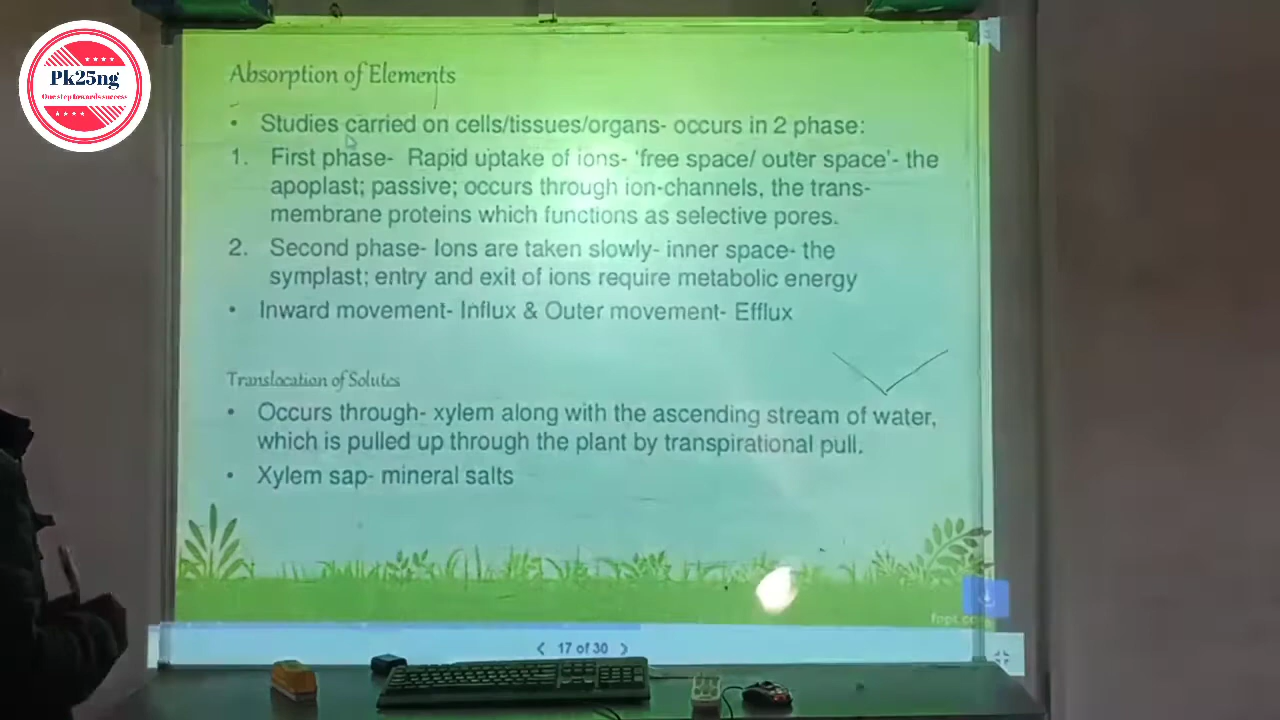 Pk25ng
One step towards success
Absorption of Elements
• Studies carried on cells/tissues/organs- occurs in 2 phase:
1. First phase- Rapid uptake of ions- 'free space/ outer space'- the
apoplast; passive; occurs through ion-channels, the trans-
membrane proteins which functions as selective pores.
2. Second phase- Ions are taken slowly- inner space- the
symplast; entry and exit of ions require metabolic energy
• Inward movement- Influx & Outer movement- Efflux
Translocation of Solutes
• Occurs through- xylem along with the ascending stream of water,
which is pulled up through the plant by transpirational pull.
• Xylem sap- mineral salts
17 of 30